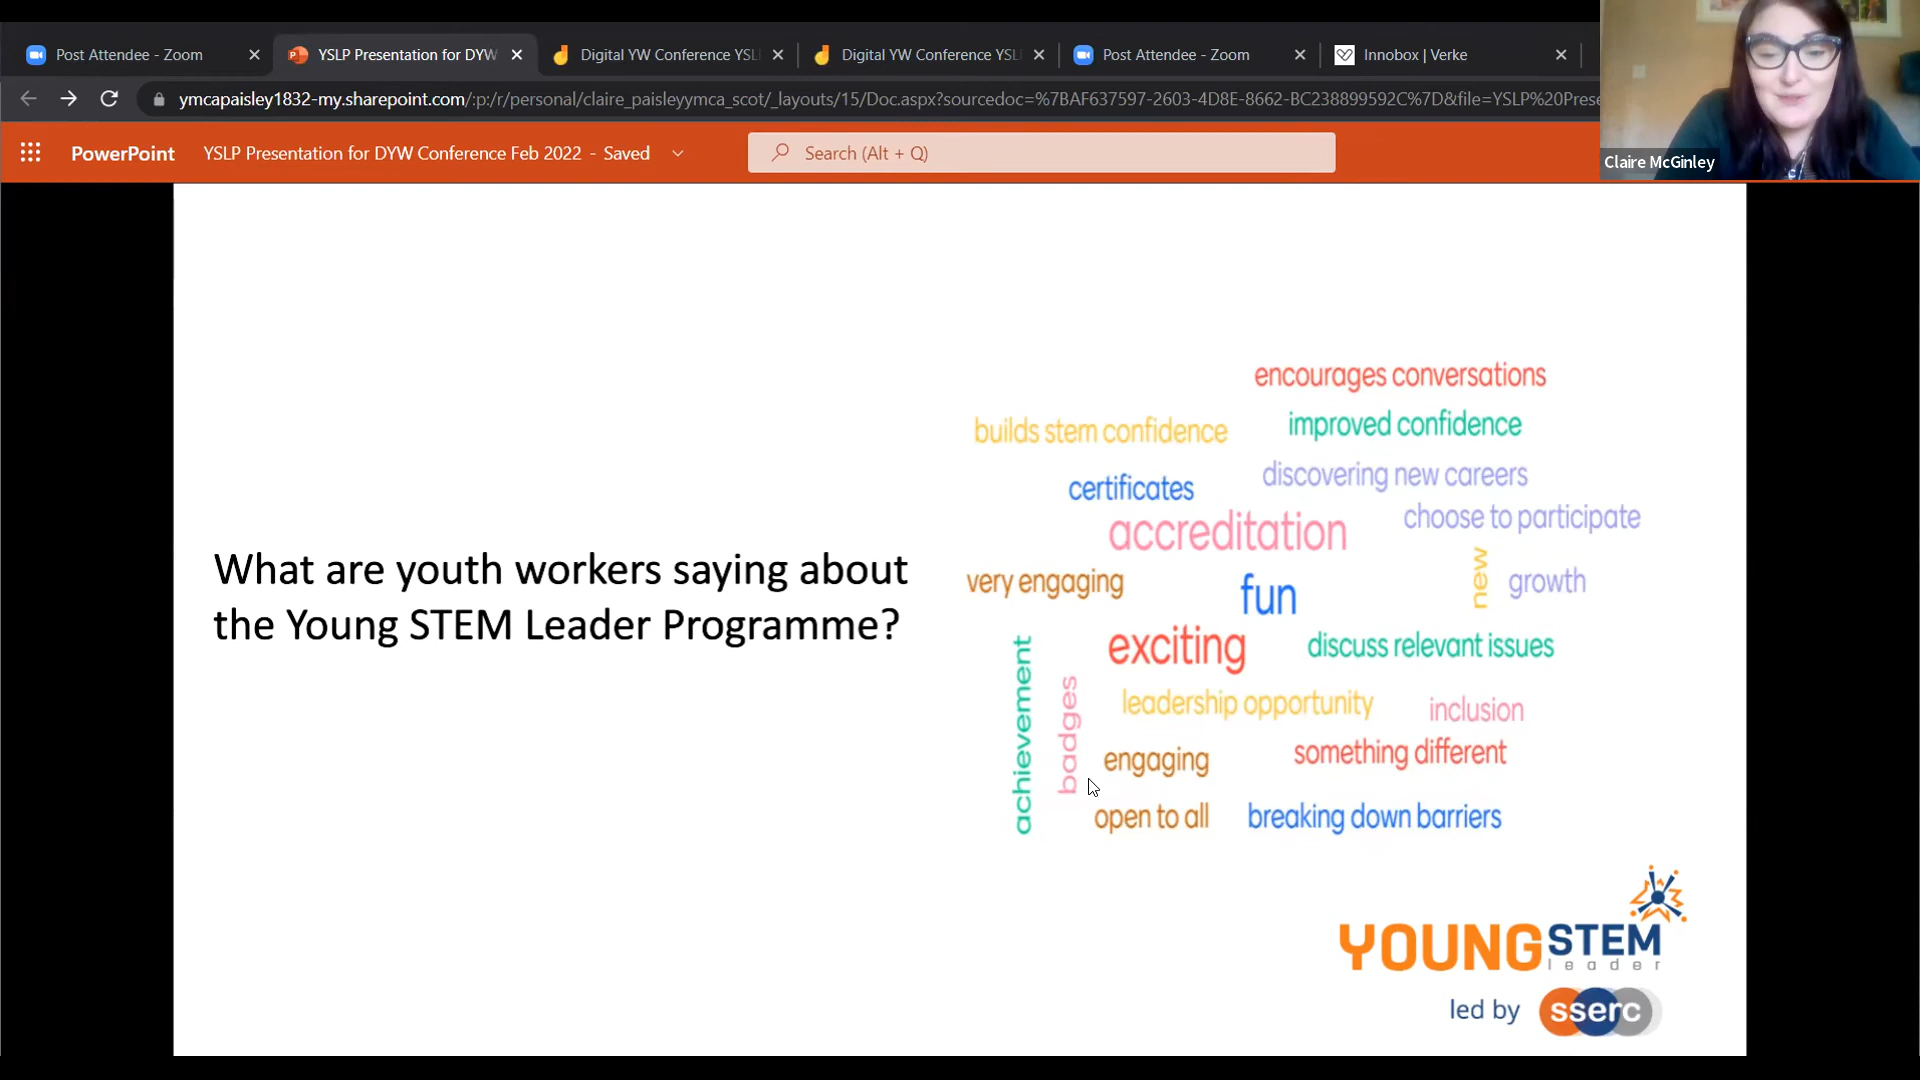 Post Attendee - Zoom
YSLP Presentation for DYW
Digital YW Conference YSL
Digital YW Conference YSL
Post Attendee - Zoom
Innobox | Verke
ymcapaisley1832-my.sharepoint.com/:p:/r/personal/claire_paisleyymca_scot/_layouts/15/Doc.aspx?sourcedoc=%7BAF637597-2603-4D8E-8662-BC238899592C%7D&file=YSLP%20Prese
PowerPoint
YSLP Presentation for DYW Conference Feb 2022 - Saved
Search (Alt + Q)
Claire McGinley
What are youth workers saying about
the Young STEM Leader Programme?
encourages conversations
builds stem confidence
improved confidence
certificates
discovering new careers
accreditation
choose to participate
very engaging
fun
new
growth
exciting
discuss relevant issues
achievement
badges
leadership opportunity
inclusion
engaging
something different
open to all
breaking down barriers
YOUNG STEM
leader
led by sserc